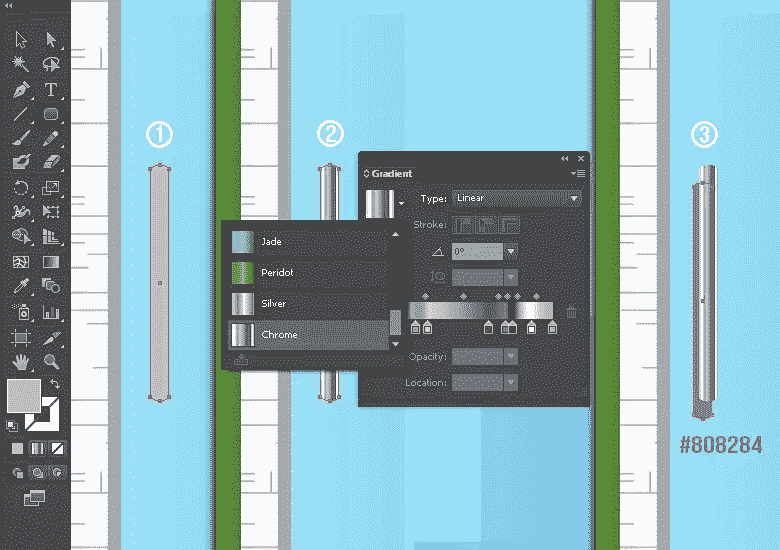 ①
②
③
Gradient
Type: Linear
Stroke:
0°
Jade
Peridot
Silver
Chrome
Opacity:
Location:
#808284
T